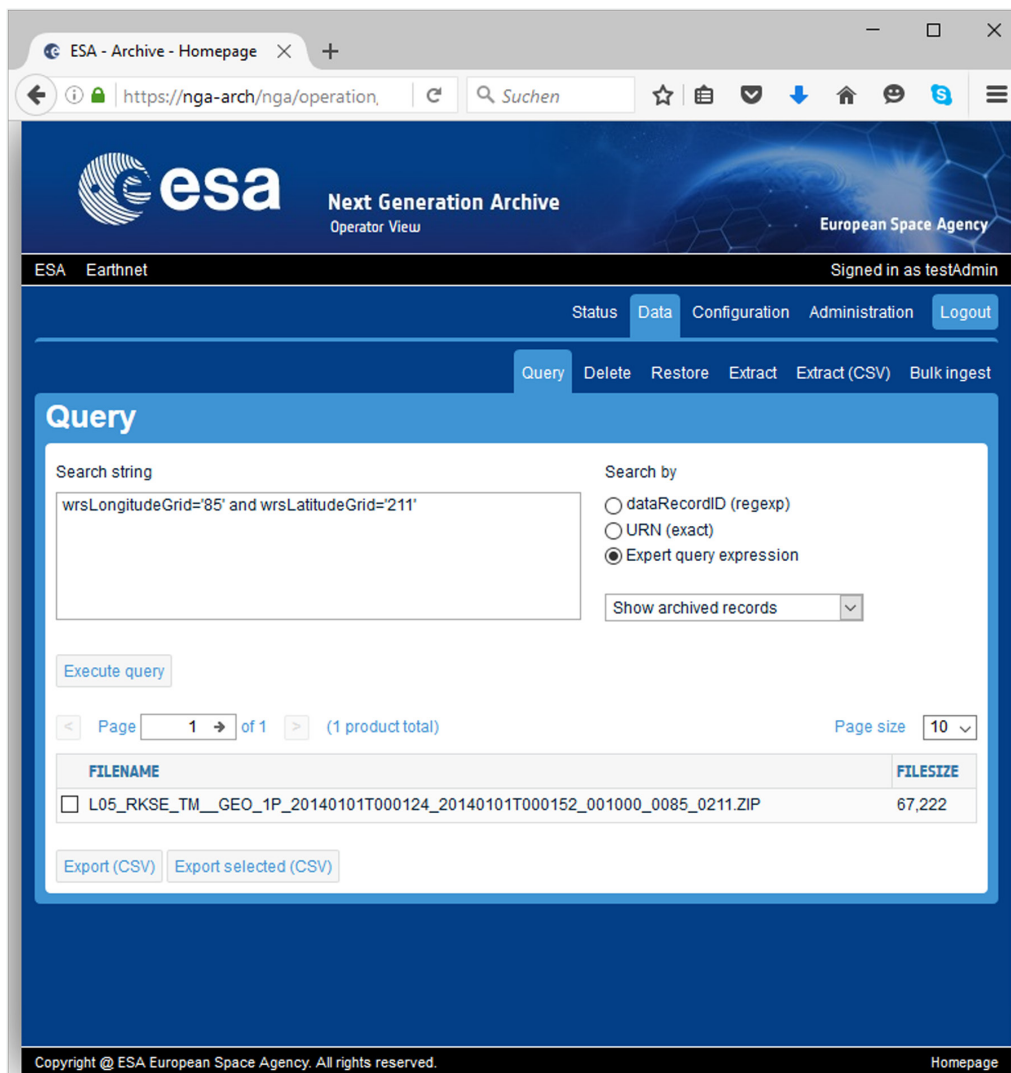 ESA - Archive - Homepage
https://nga-arch/nga/operation,
Suchen
esa
Next Generation Archive
Operator View
European Space Agency
ESA Earthnet Signed in as testAdmin
Status Data Configuration Administration Logout
Query Delete Restore Extract Extract (CSV) Bulk ingest
Query
Search string
wrsLongitudeGrid='85' and wrsLatitudeGrid='211'
Search by
dataRecordID (regexp)
URN (exact)
Expert query expression
Show archived records
Execute query
< Page 1 → of 1 > (1 product total) Page size 10
FILENAME FILESIZE
L05_RKSE_TM__GEO_1P_20140101T000124_20140101T000152_001000_0085_0211.ZIP 67,222
Export (CSV) Export selected (CSV)
Copyright @ ESA European Space Agency. All rights reserved. Homepage